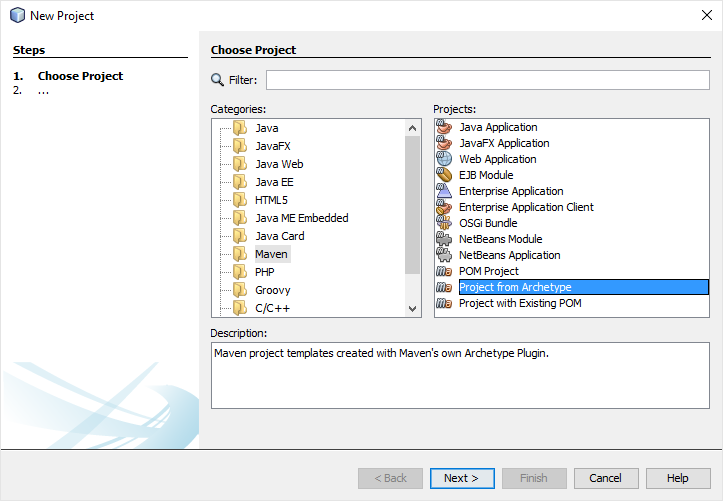 New Project
Steps
1. Choose Project
2. ...
Choose Project
Filter:
Categories:
Java
JavaFX
Java Web
Java EE
HTML5
Java ME Embedded
Java Card
Maven
PHP
Groovy
C/C++
Projects:
Java Application
JavaFX Application
Web Application
EJB Module
Enterprise Application
Enterprise Application Client
OSGi Bundle
NetBeans Module
NetBeans Application
POM Project
Project from Archetype
Project with Existing POM
Description:
Maven project templates created with Maven's own Archetype Plugin.
< Back
Next >
Finish
Cancel
Help